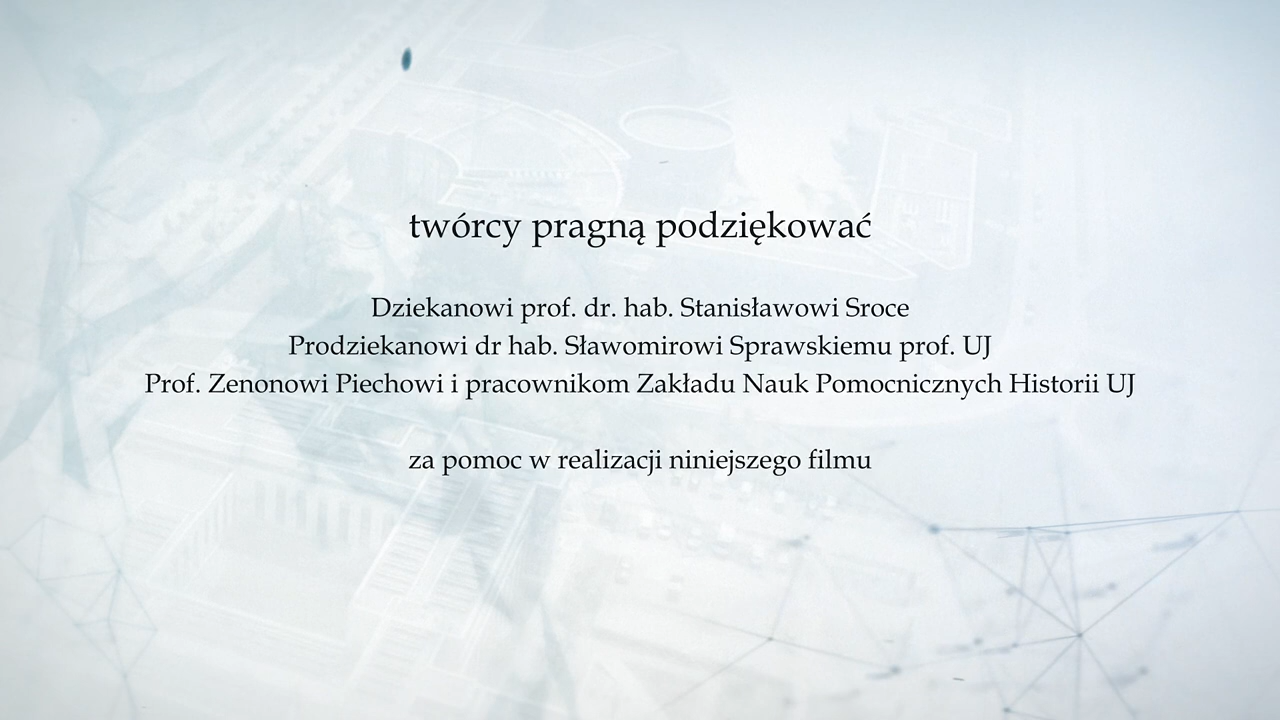 twórcy pragną podziękować
Dziekanowi prof. dr. hab. Stanisławowi Sroce
Prodziekanowi dr hab. Sławomirowi Sprawskiemu prof. UJ
Prof. Zenonowi Piechowi i pracownikom Zakładu Nauk Pomocnicznych Historii UJ
za pomoc w realizacji niniejszego filmu